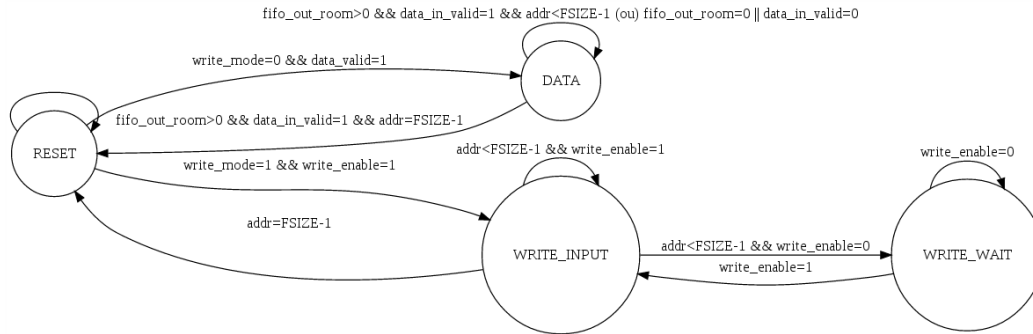 fifo_out_room>0 && data_in_valid=1 && addr<FSIZE-1 (ou) fifo_out_room=0 || data_in_valid=0
write_mode=0 && data_valid=1
DATA
fifo_out_room>0 && data_in_valid=1 && addr=FSIZE-1
RESET
write_mode=1 && write_enable=1
addr<FSIZE-1 && write_enable=1
write_enable=0
addr=FSIZE-1
WRITE_INPUT
addr<FSIZE-1 && write_enable=0
write_enable=1
WRITE_WAIT